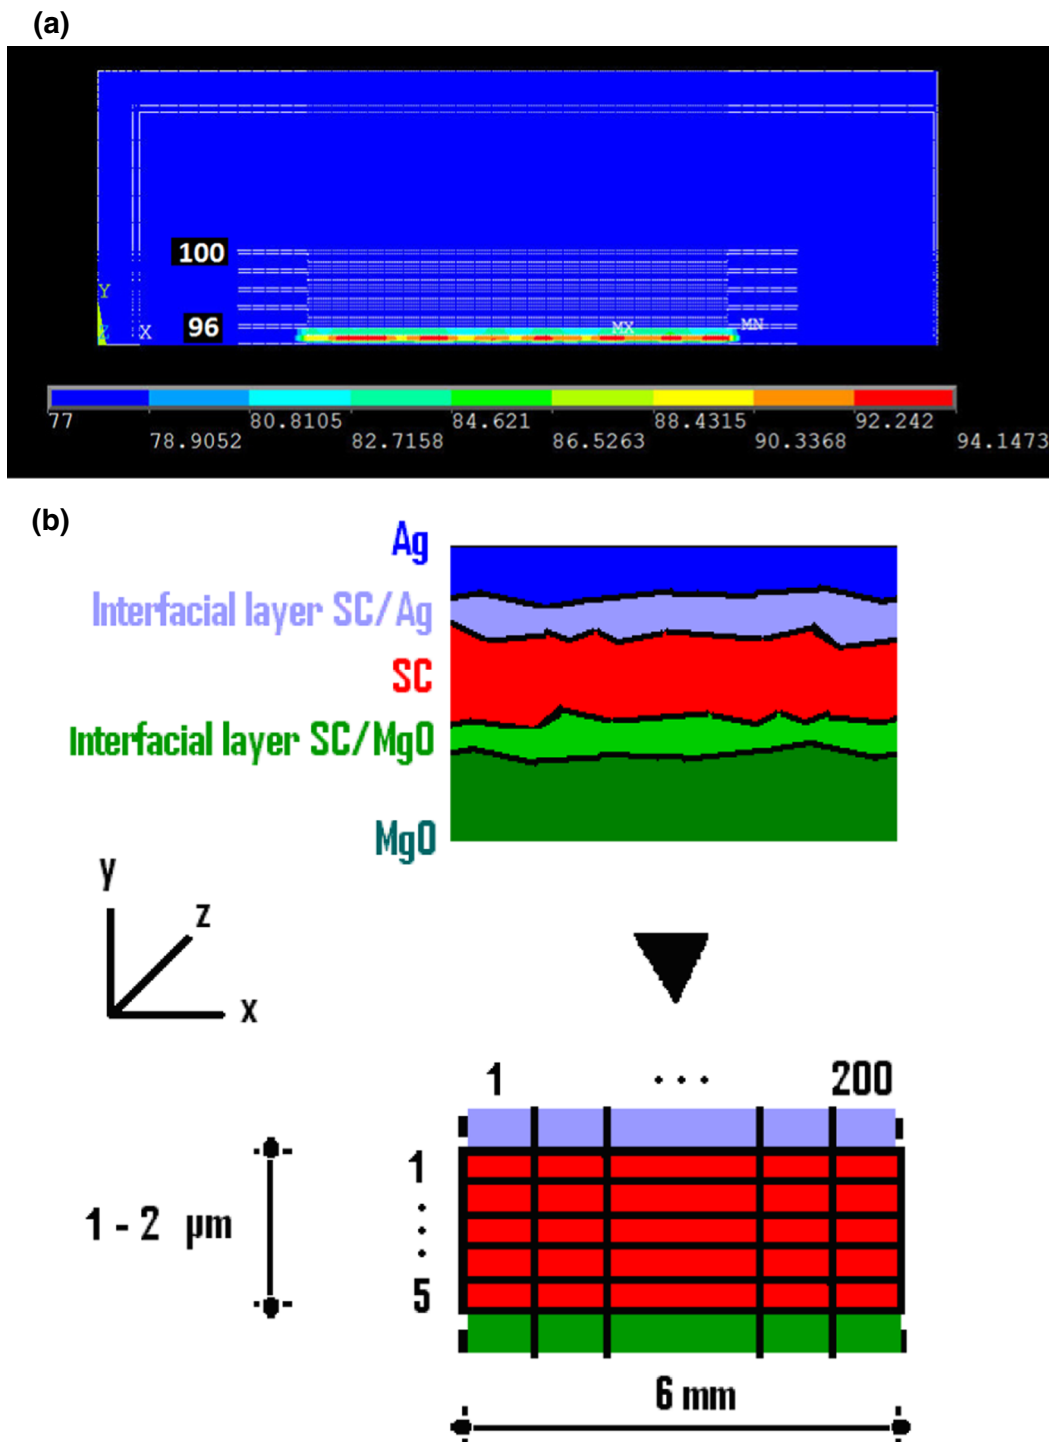 (a)
100
Y
96
Z X MX MN
77 80.8105 84.621 88.4315 92.242
78.9052 82.7158 86.5263 90.3368 94.1473
(b)
Ag
Interfacial layer SC/Ag
SC
Interfacial layer SC/MgO
MgO
y
z
x
1 ... 200
1
1 - 2 μm
5
6 mm